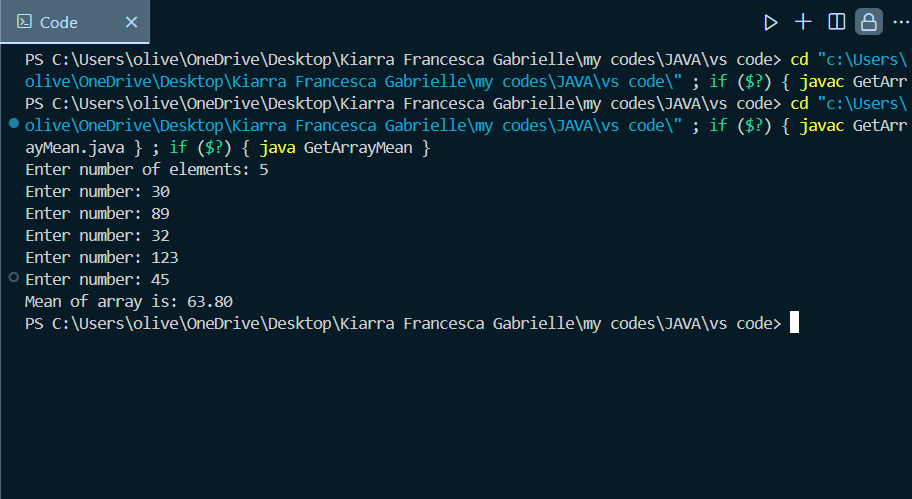 Code
PS C:\Users\olive\OneDrive\Desktop\Kiarra Francesca Gabrielle\my codes\JAVA\vs code> cd "c:\Users\
olive\OneDrive\Desktop\Kiarra Francesca Gabrielle\my codes\JAVA\vs code\" ; if ($?) { javac GetArr
PS C:\Users\olive\OneDrive\Desktop\Kiarra Francesca Gabrielle\my codes\JAVA\vs code> cd "c:\Users\
olive\OneDrive\Desktop\Kiarra Francesca Gabrielle\my codes\JAVA\vs code\" ; if ($?) { javac GetArr
ayMean.java } ; if ($?) { java GetArrayMean }
Enter number of elements: 5
Enter number: 30
Enter number: 89
Enter number: 32
Enter number: 123
Enter number: 45
Mean of array is: 63.80
PS C:\Users\olive\OneDrive\Desktop\Kiarra Francesca Gabrielle\my codes\JAVA\vs code>